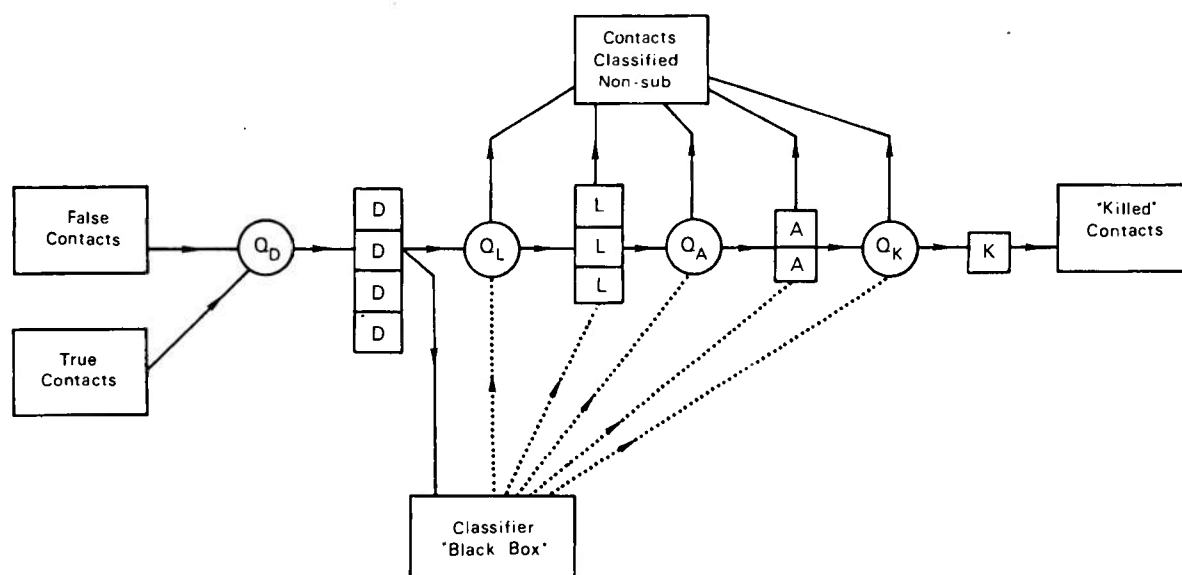 Contacts
Classified
Non-sub
False
Contacts
True
Contacts
Q_D
D
D
D
D
Q_L
L
L
L
Q_A
A
A
Q_K
K
"Killed"
Contacts
Classifier
"Black Box"